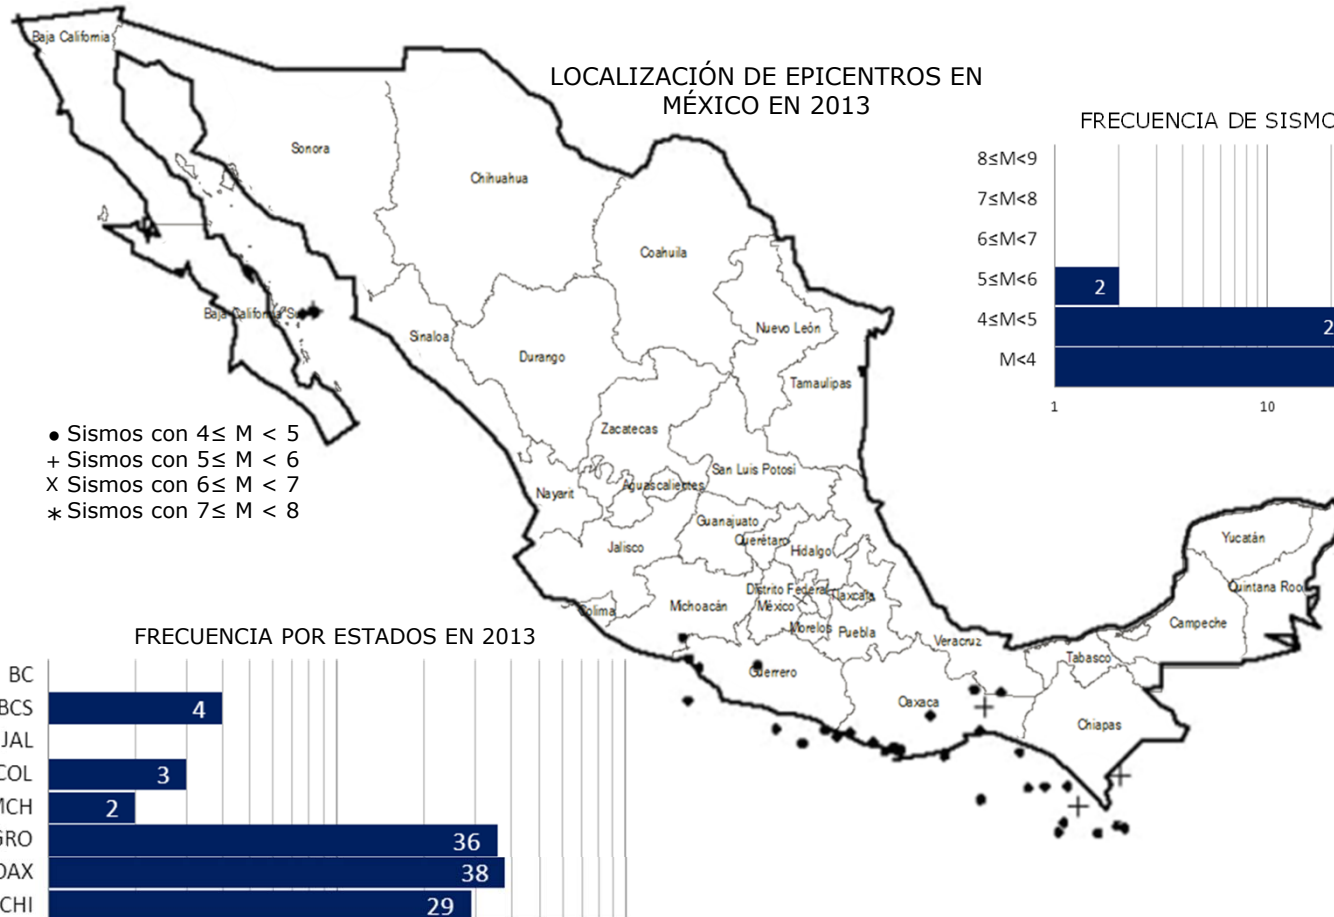 Baja California
LOCALIZACIÓN DE EPICENTROS EN
MÉXICO EN 2013
FRECUENCIA DE SISMO
Sonora
Chihuahua
Coahuila
Baja California Su
Sinaloa
Durango
Nuevo León
Tamaulipas
8≤M<9
7≤M<8
6≤M<7
5≤M<6
2
4≤M<5
2
M<4
1
10
Sismos con 4≤ M < 5
+ Sismos con 5≤ M < 6
X Sismos con 6≤ M < 7
* Sismos con 7≤ M < 8
Zacatecas
San Luis Potosí
Nayarit
Aguascalientes
Guanajuato
Querétaro
Hidalgo
Jalisco
Colima
Michoacán
Distrito Federal
México
Tlaxcala
Morelos
Puebla
Veracruz
Guerrero
Oaxaca
Tabasco
Chiapas
Yucatán
Quintana Roo
Campeche
FRECUENCIA POR ESTADOS EN 2013
BC
BCS
4
JAL
COL
3
MCH
2
GRO
36
OAX
38
CHI
29